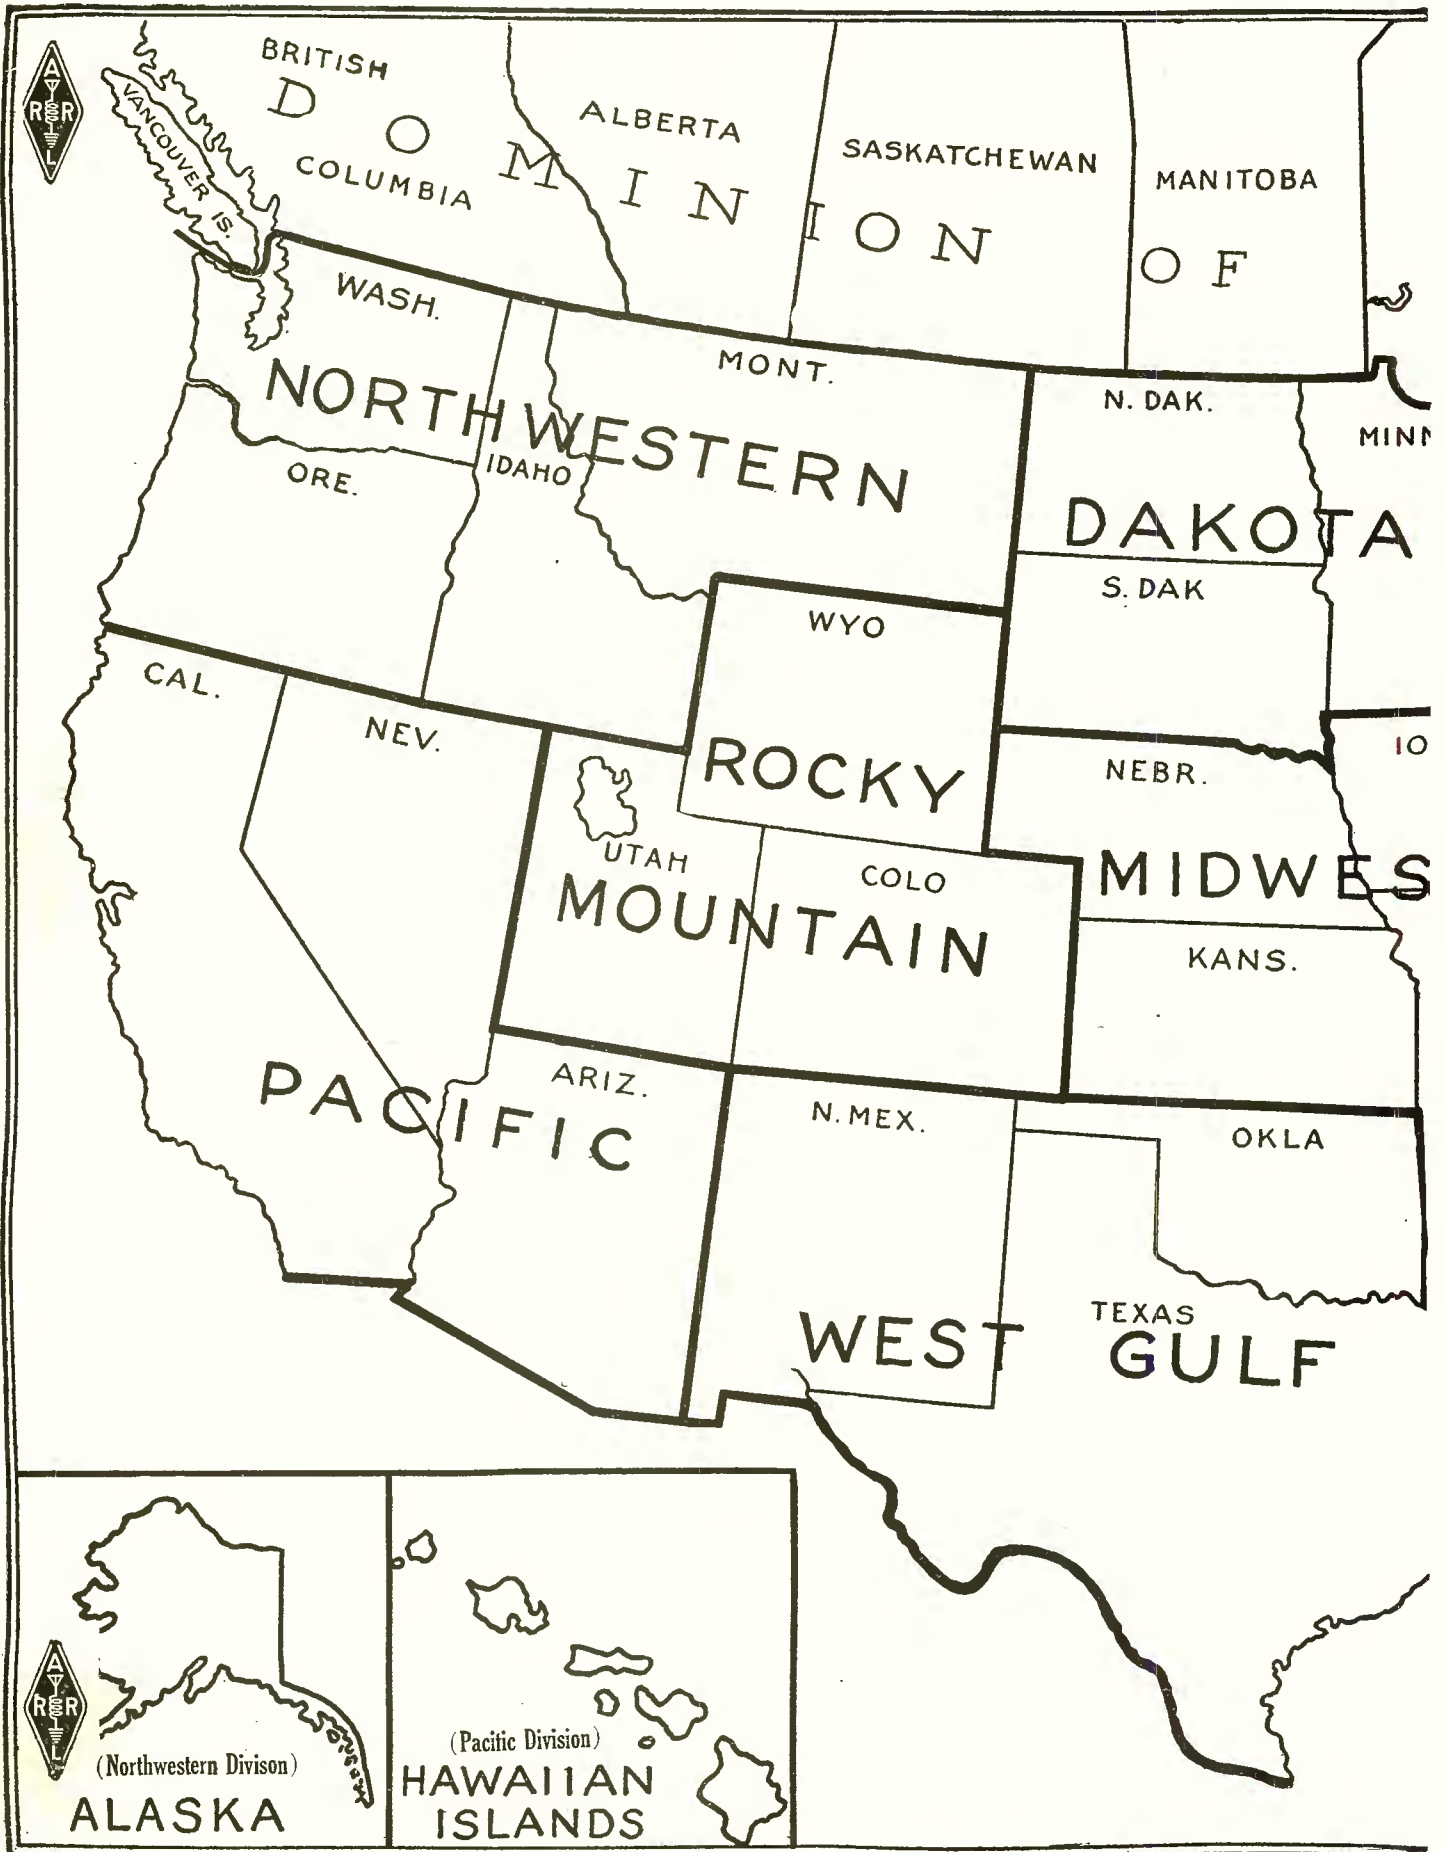 A
R R
L
BRITISH
COLUMBIA
VANCOUVER IS.
ALBERTA
SASKATCHEWAN
MANITOBA
DOMINION OF
WASH.
MONT.
N. DAK.
MINN
NORTHWESTERN
IDAHO
ORE.
DAKOTA
S. DAK
WYO
CAL.
NEV.
IO
ROCKY
NEBR.
UTAH
COLO
MIDWES
MOUNTAIN
KANS.
PACIFIC
ARIZ.
N. MEX.
OKLA
TEXAS
WEST GULF
A
R R
L
(Northwestern Divison)
ALASKA
(Pacific Division)
HAWAIIAN
ISLANDS